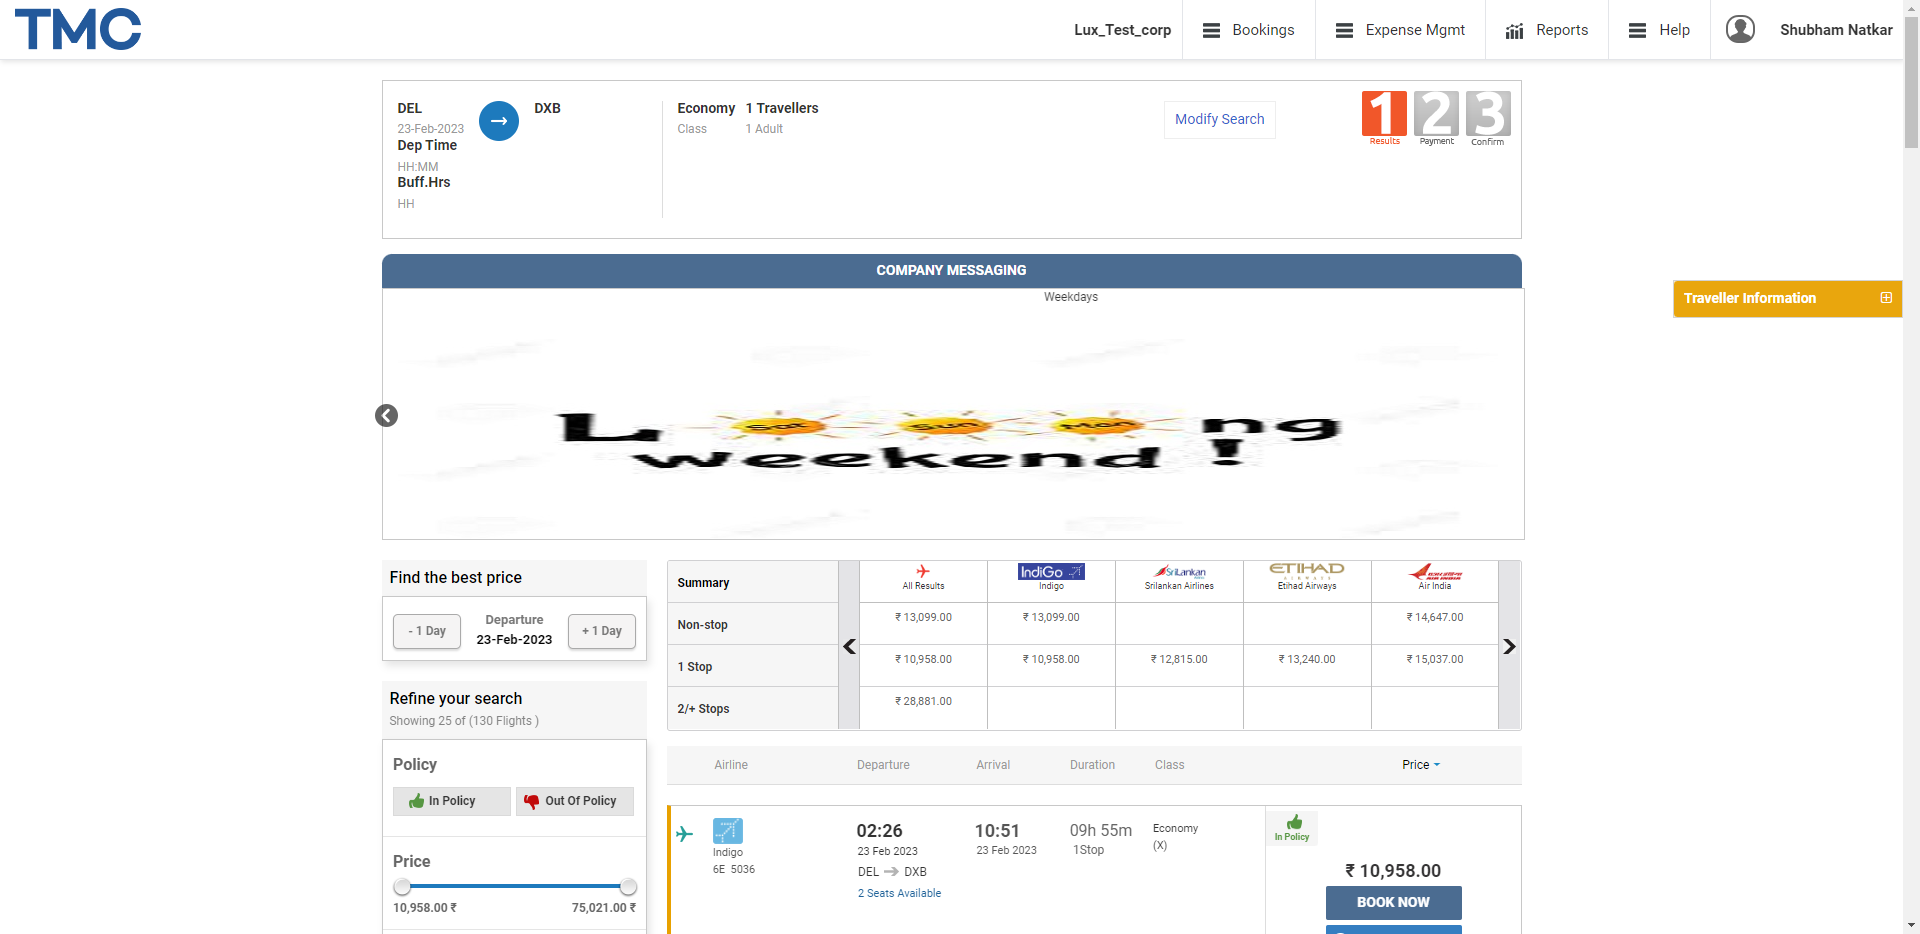 TMC
Lux_Test_corp
Bookings
Expense Mgmt
Reports
Help
Shubham Natkar
DEL
DXB
23-Feb-2023
Dep Time
HH:MM
Buff.Hrs
HH
Economy 1 Travellers
Class 1 Adult
Modify Search
1 2 3
Results Payment Confirm
COMPANY MESSAGING
Weekdays
Traveller Information
L Sat Sun Mon ng
weekend !
Find the best price
- 1 Day
Departure
23-Feb-2023
+ 1 Day
Refine your search
Showing 25 of (130 Flights )
Policy
In Policy
Out Of Policy
Price
10,958.00 ₹ 75,021.00 ₹
Summary
All Results
IndiGo
Indigo
SriLankan
Srilankan Airlines
ETIHAD
AIRWAYS
Etihad Airways
AIR INDIA
Air India
Non-stop ₹ 13,099.00 ₹ 13,099.00 ₹ 14,647.00
1 Stop ₹ 10,958.00 ₹ 10,958.00 ₹ 12,815.00 ₹ 13,240.00 ₹ 15,037.00
2/+ Stops ₹ 28,881.00
Airline Departure Arrival Duration Class Price
Indigo
6E 5036
02:26
23 Feb 2023
DEL DXB
2 Seats Available
10:51
23 Feb 2023
09h 55m
1Stop
Economy
(X)
In Policy
₹ 10,958.00
BOOK NOW